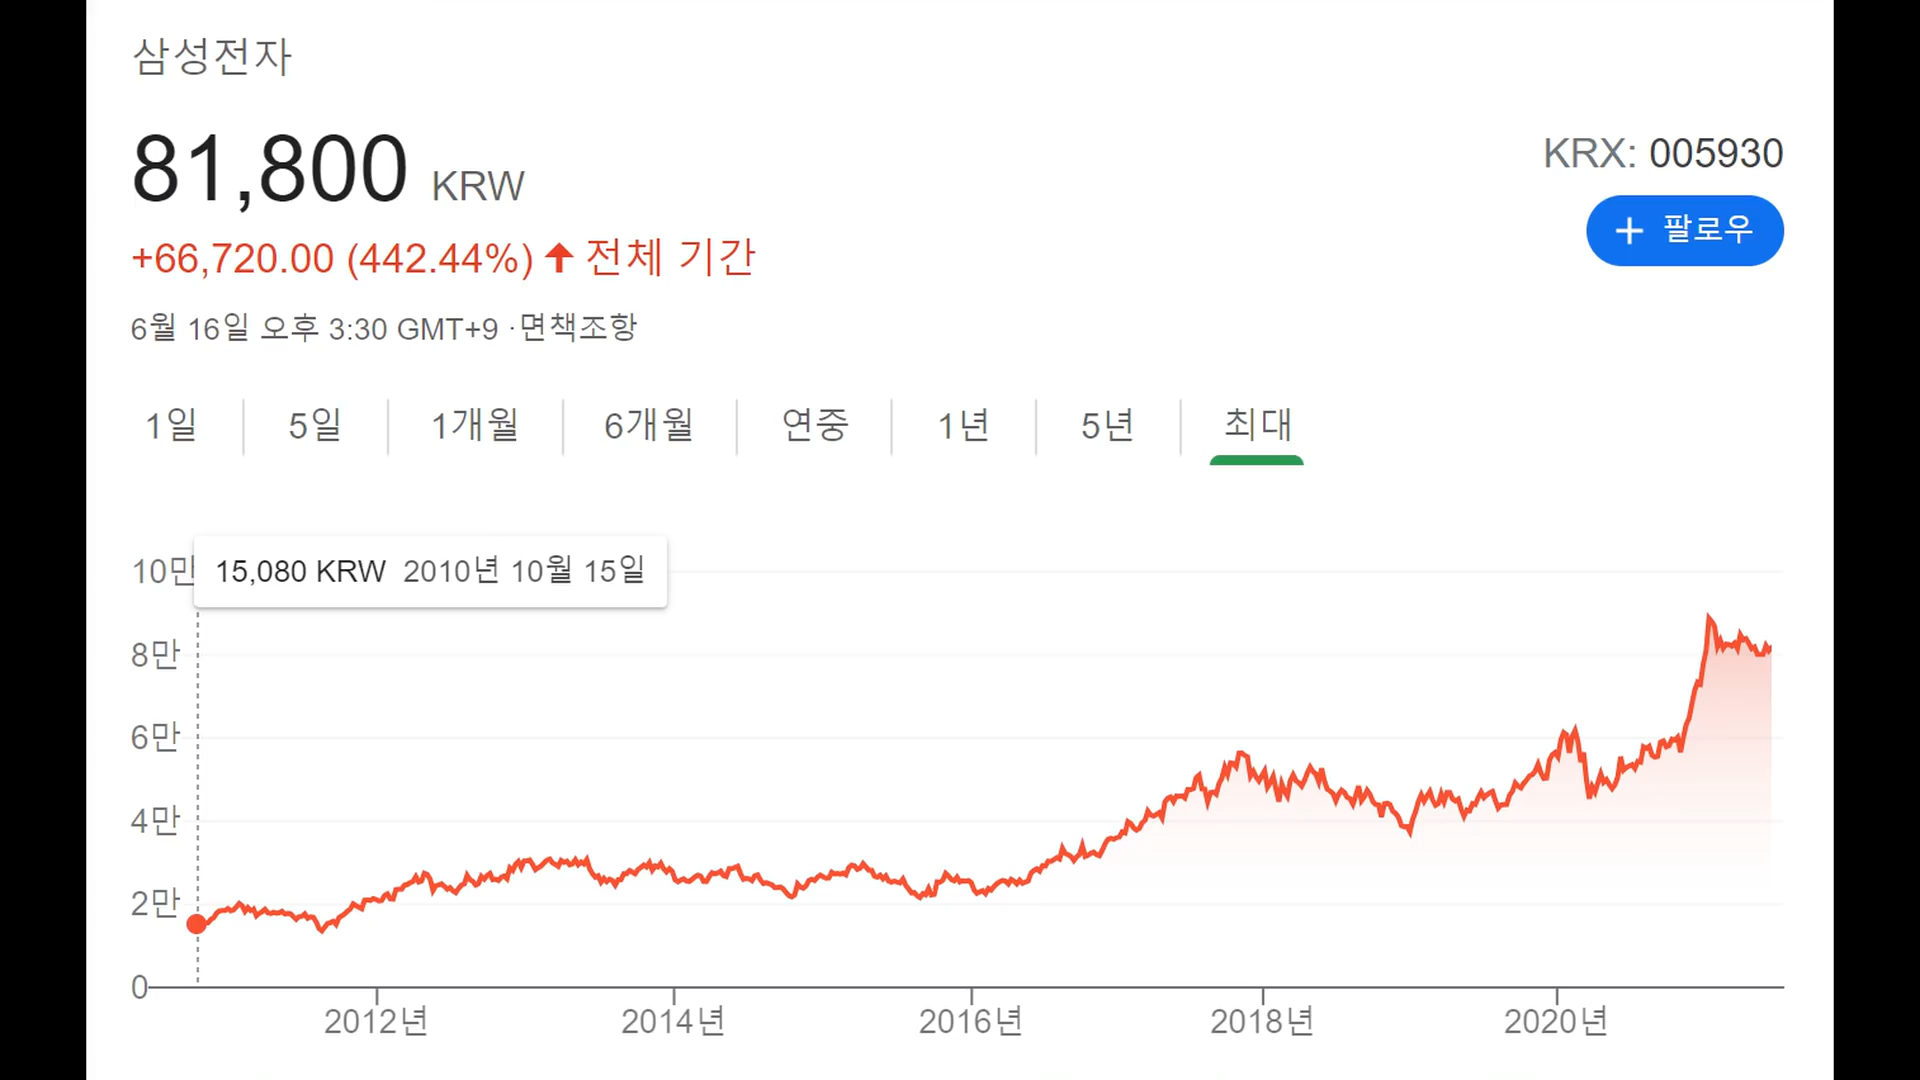 삼성전자
81,800 KRW
KRX: 005930
+ 팔로우
+66,720.00 (442.44%) ↑ 전체 기간
6월 16일 오후 3:30 GMT+9 ·면책조항
1일 5일 1개월 6개월 연중 1년 5년 최대
10만
15,080 KRW 2010년 10월 15일
8만
6만
4만
2만
0
2012년 2014년 2016년 2018년 2020년